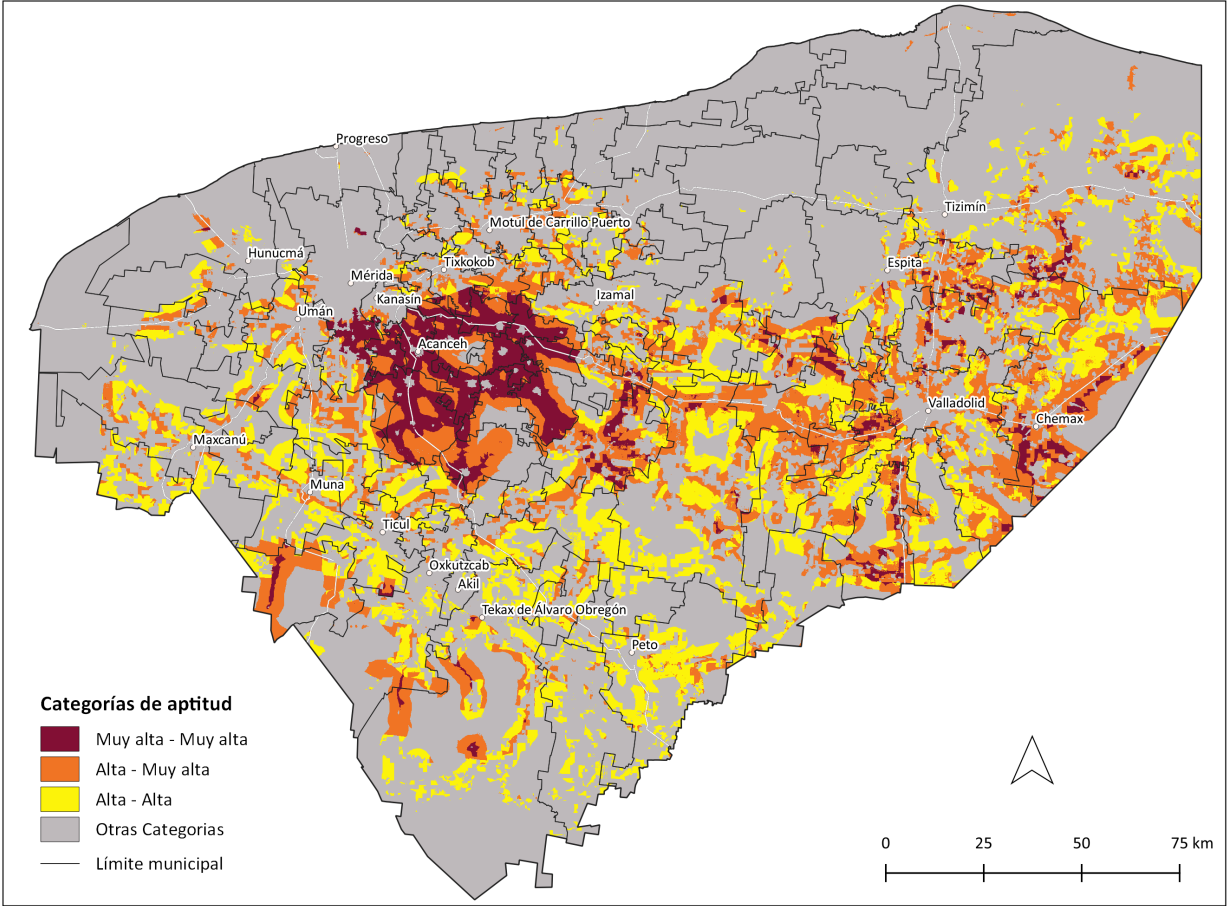 Progreso
Tizimín
Motul de Carrillo Puerto
Hunucmá
Tixkokob
Espita
Mérida
Kanasín
Izamal
Umán
Acanceh
Valladolid
Chemax
Maxcanú
Muna
Ticul
Oxkutzcab
Akil
Tekax de Álvaro Obregón
Peto
Categorías de aptitud
Muy alta - Muy alta
Alta - Muy alta
Alta - Alta
Otras Categorias
Límite municipal
0 25 50 75 km